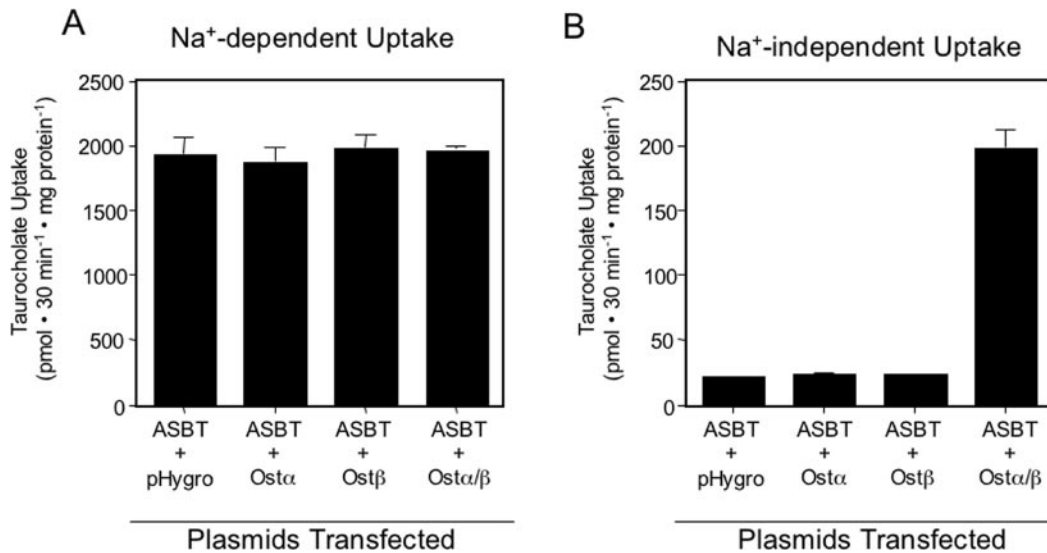 A
Na⁺-dependent Uptake
Taurocholate Uptake
(pmol • 30 min⁻¹ • mg protein⁻¹)
2500
2000
1500
1000
500
0
ASBT ASBT ASBT ASBT
+ + + +
pHygro Ostα Ostβ Ostα/β
Plasmids Transfected
B
Na⁺-independent Uptake
Taurocholate Uptake
(pmol • 30 min⁻¹ • mg protein⁻¹)
250
200
150
100
50
0
ASBT ASBT ASBT ASBT
+ + + +
pHygro Ostα Ostβ Ostα/β
Plasmids Transfected